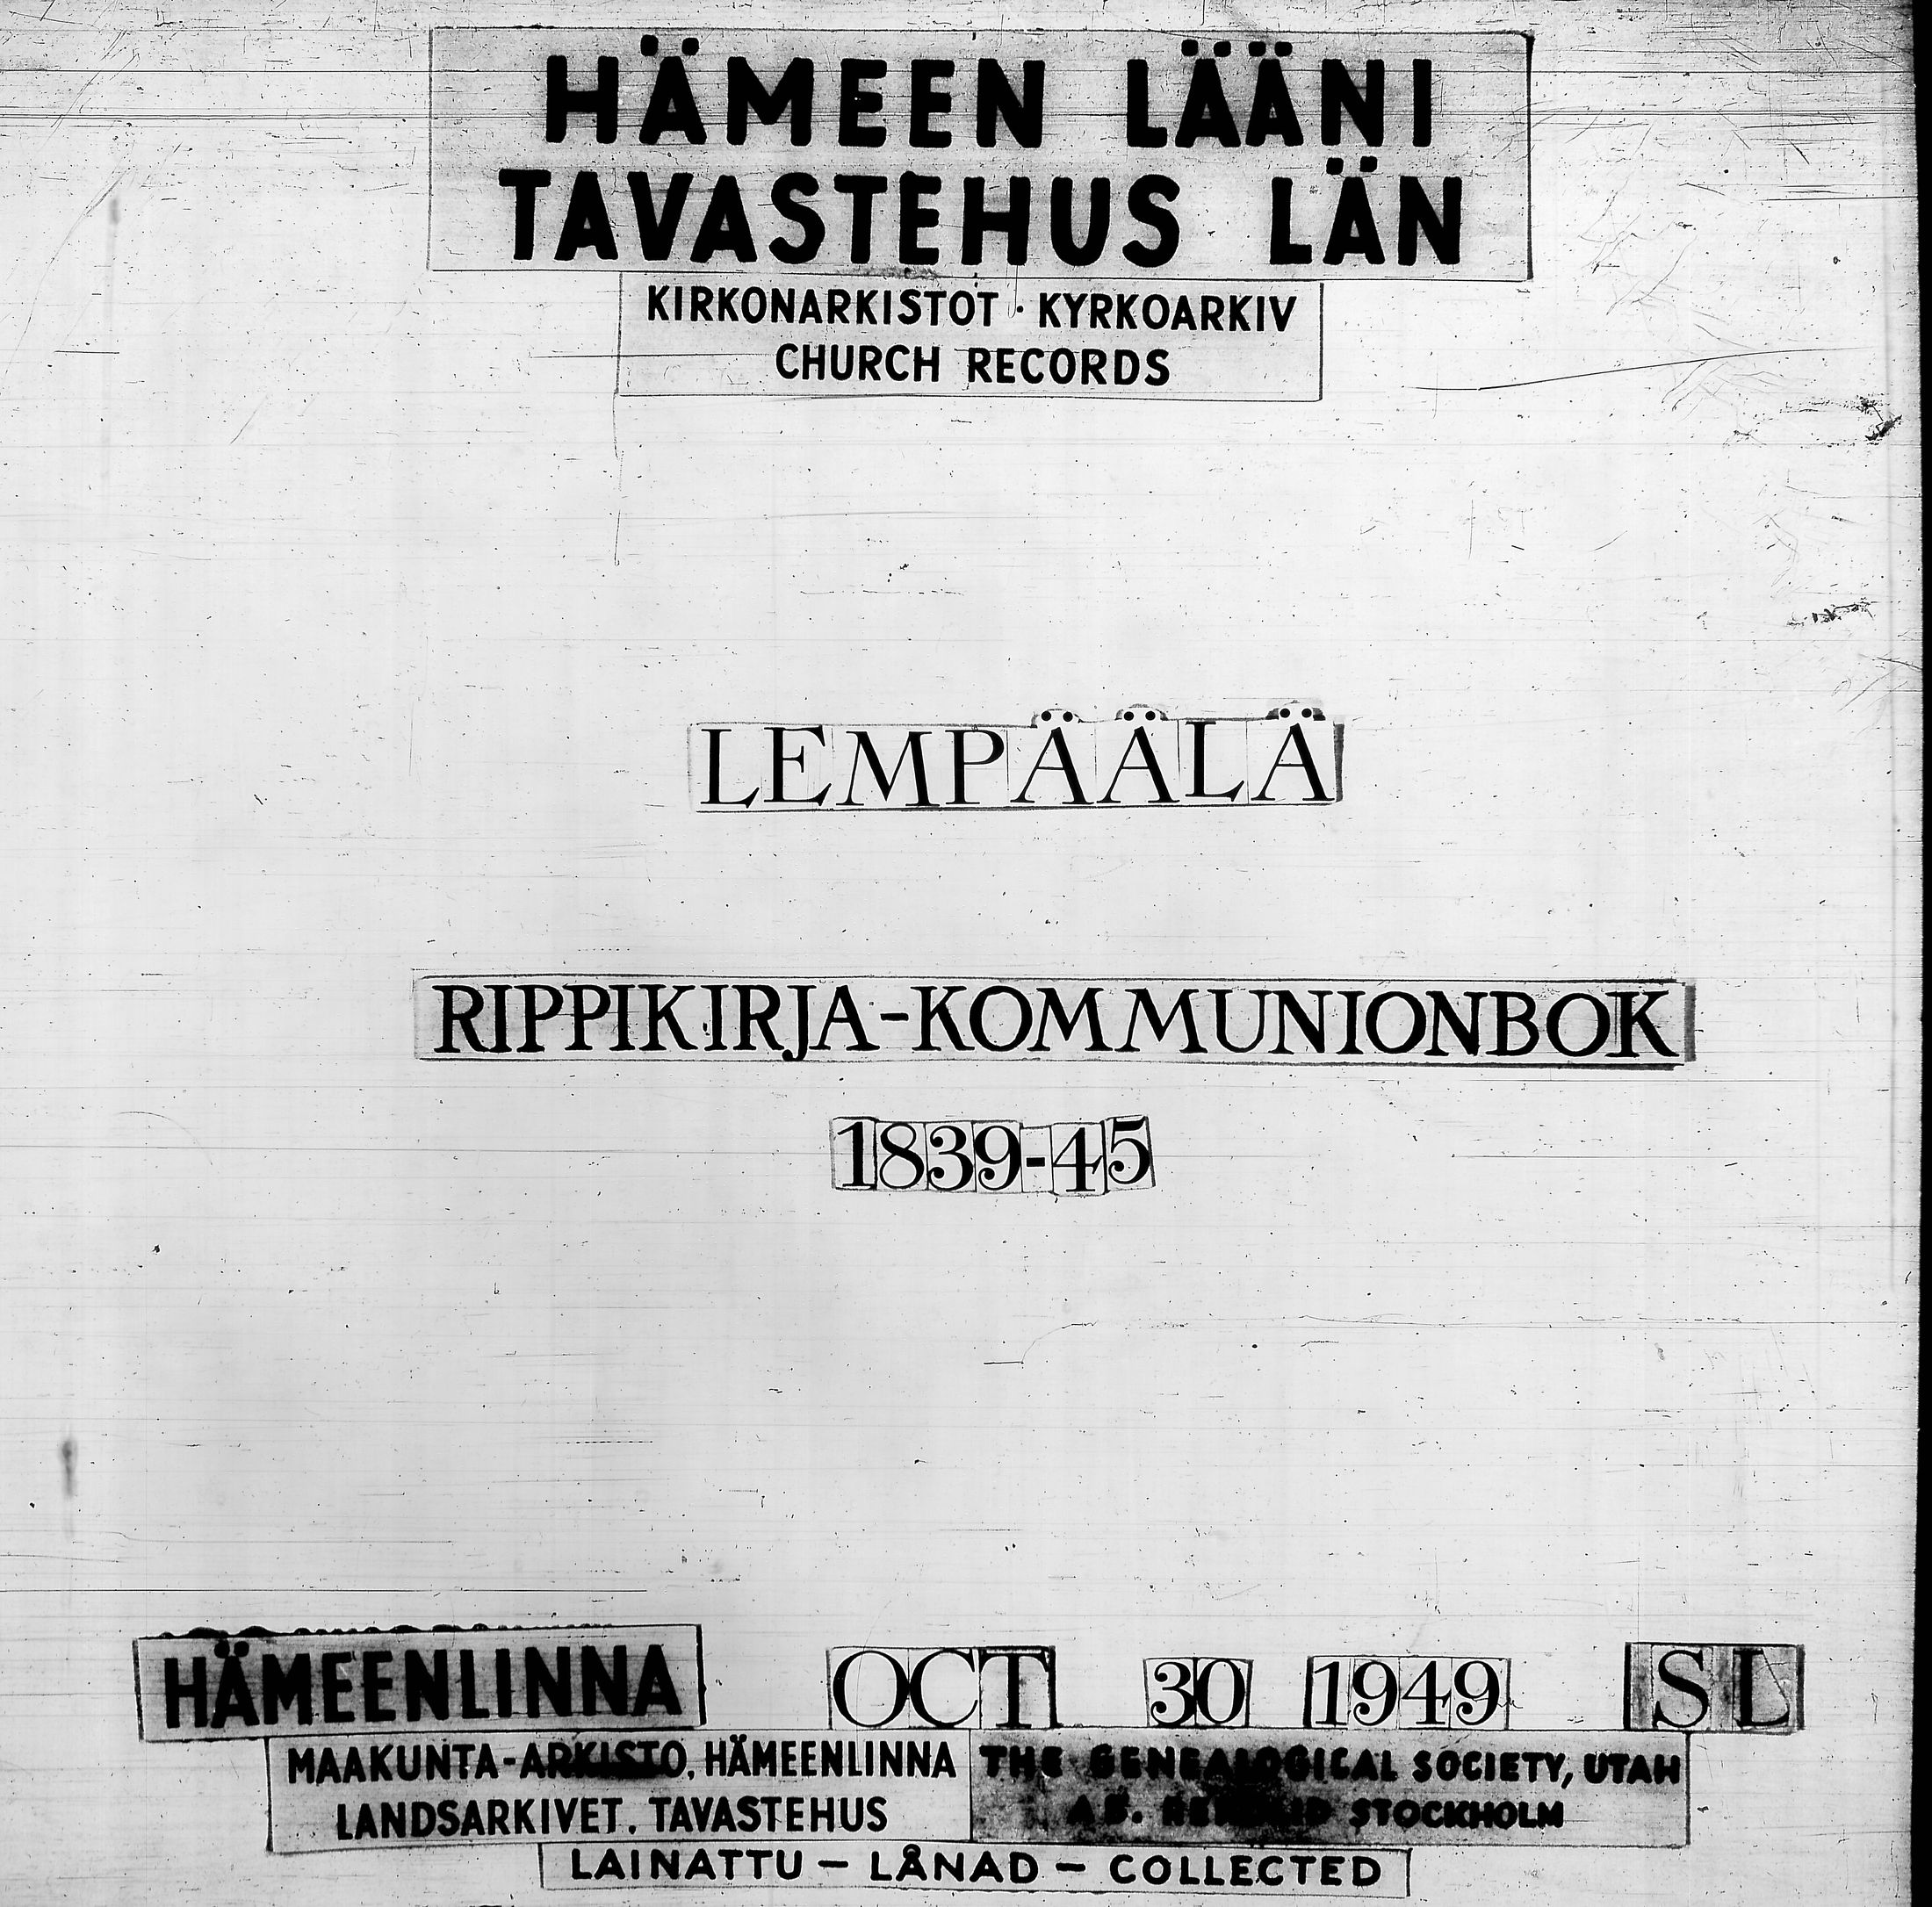 HÄMEEN LÄÄNI
TAVASTEHUS LÄN
KIRKONARKISTOT · KYRKOARKIV
CHURCH RECORDS
LEMPÄÄLÄ
RIPPIKIRJA-KOMMUNIONBOK
1839-45
HÄMEENLINNA OCT 30 1949 SL
MAAKUNTA-ARKISTO, HÄMEENLINNA
LANDSARKIVET. TAVASTEHUS
THE GENEALOGICAL SOCIETY, UTAH
AB. STOCKHOLM
LAINATTU — LÅNAD — COLLECTED